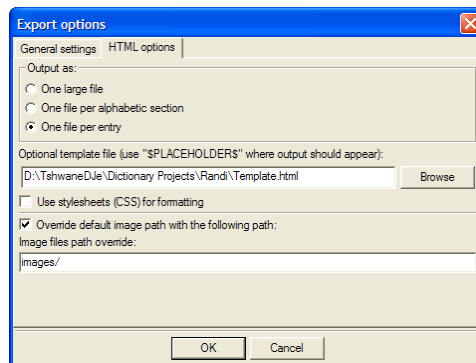 Export options
General settings HTML options
Output as:
One large file
One file per alphabetic section
One file per entry
Optional template file (use "$PLACEHOLDER$" where output should appear):
D:\TshwaneDJe\Dictionary Projects\Randi\Template.html Browse
Use stylesheets (CSS) for formatting
Override default image path with the following path:
Image files path override:
images/
OK Cancel